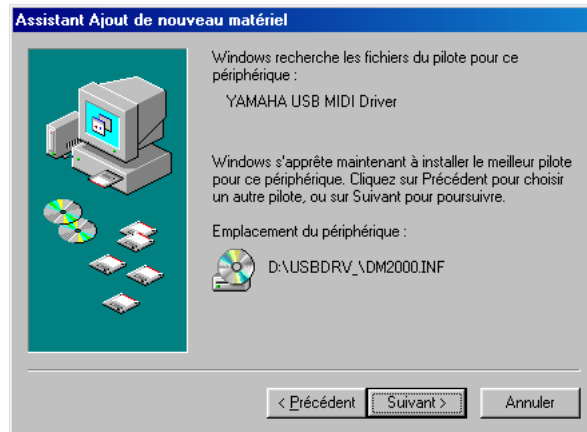 Assistant Ajout de nouveau matériel
Windows recherche les fichiers du pilote pour ce
périphérique :
YAMAHA USB MIDI Driver
Windows s'apprête maintenant à installer le meilleur pilote
pour ce périphérique. Cliquez sur Précédent pour choisir
un autre pilote, ou sur Suivant pour poursuivre.
Emplacement du périphérique :
D:\USBDRV_\DM2000.INF
< Précédent Suivant > Annuler